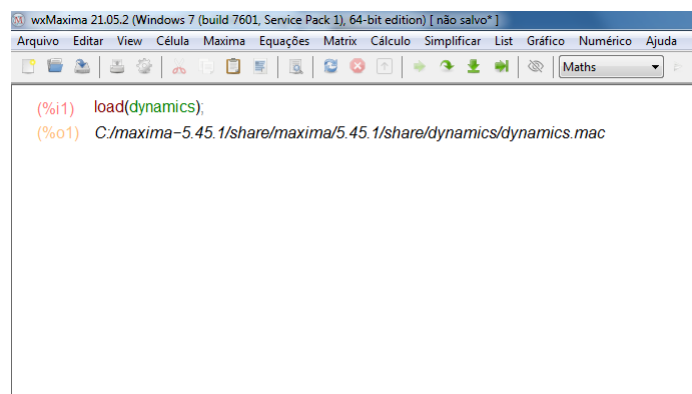 wxMaxima 21.05.2 (Windows 7 (build 7601, Service Pack 1), 64-bit edition) [ não salvo* ]
Arquivo Editar View Célula Maxima Equações Matrix Cálculo Simplificar List Gráfico Numérico Ajuda
Maths
(%i1) load(dynamics);
(%o1) C:/maxima−5.45.1/share/maxima/5.45.1/share/dynamics/dynamics.mac